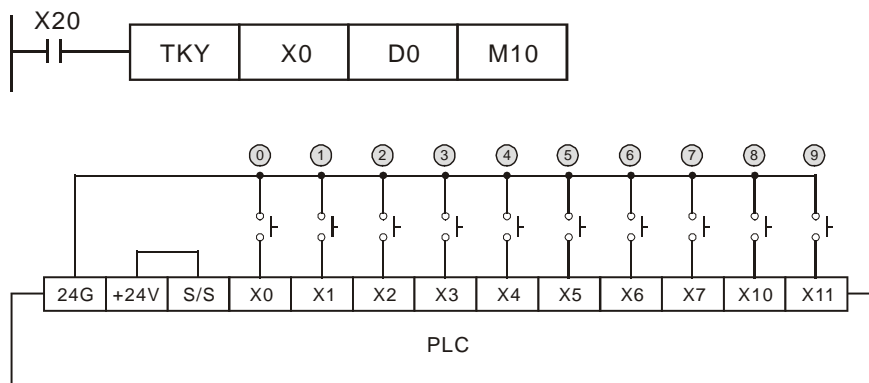 X20
TKY X0 D0 M10
0 1 2 3 4 5 6 7 8 9
24G +24V S/S X0 X1 X2 X3 X4 X5 X6 X7 X10 X11
PLC